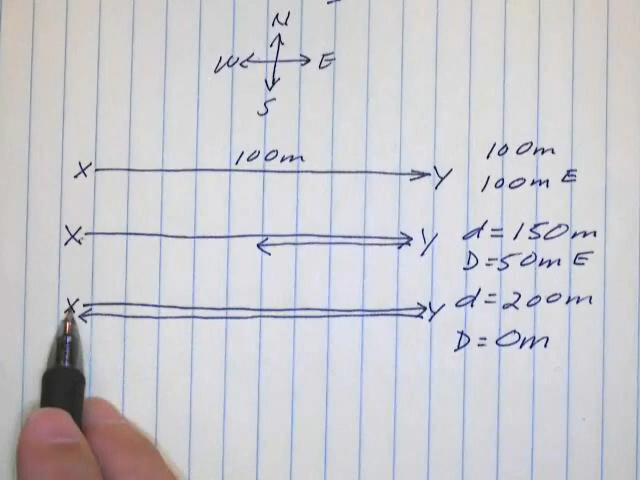 N
W E
S
100m
X Y
100m
100m E
X Y
d=150m
D=50m E
X Y
d=200m
D=0m